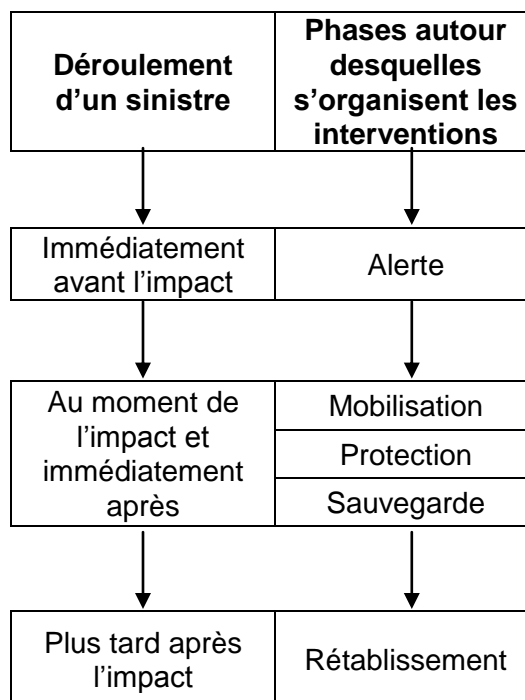 Déroulement
d'un sinistre
Phases autour
desquelles
s'organisent les
interventions
Immédiatement
avant l'impact
Alerte
Au moment de
l'impact et
immédiatement
après
Mobilisation
Protection
Sauvegarde
Plus tard après
l'impact
Rétablissement